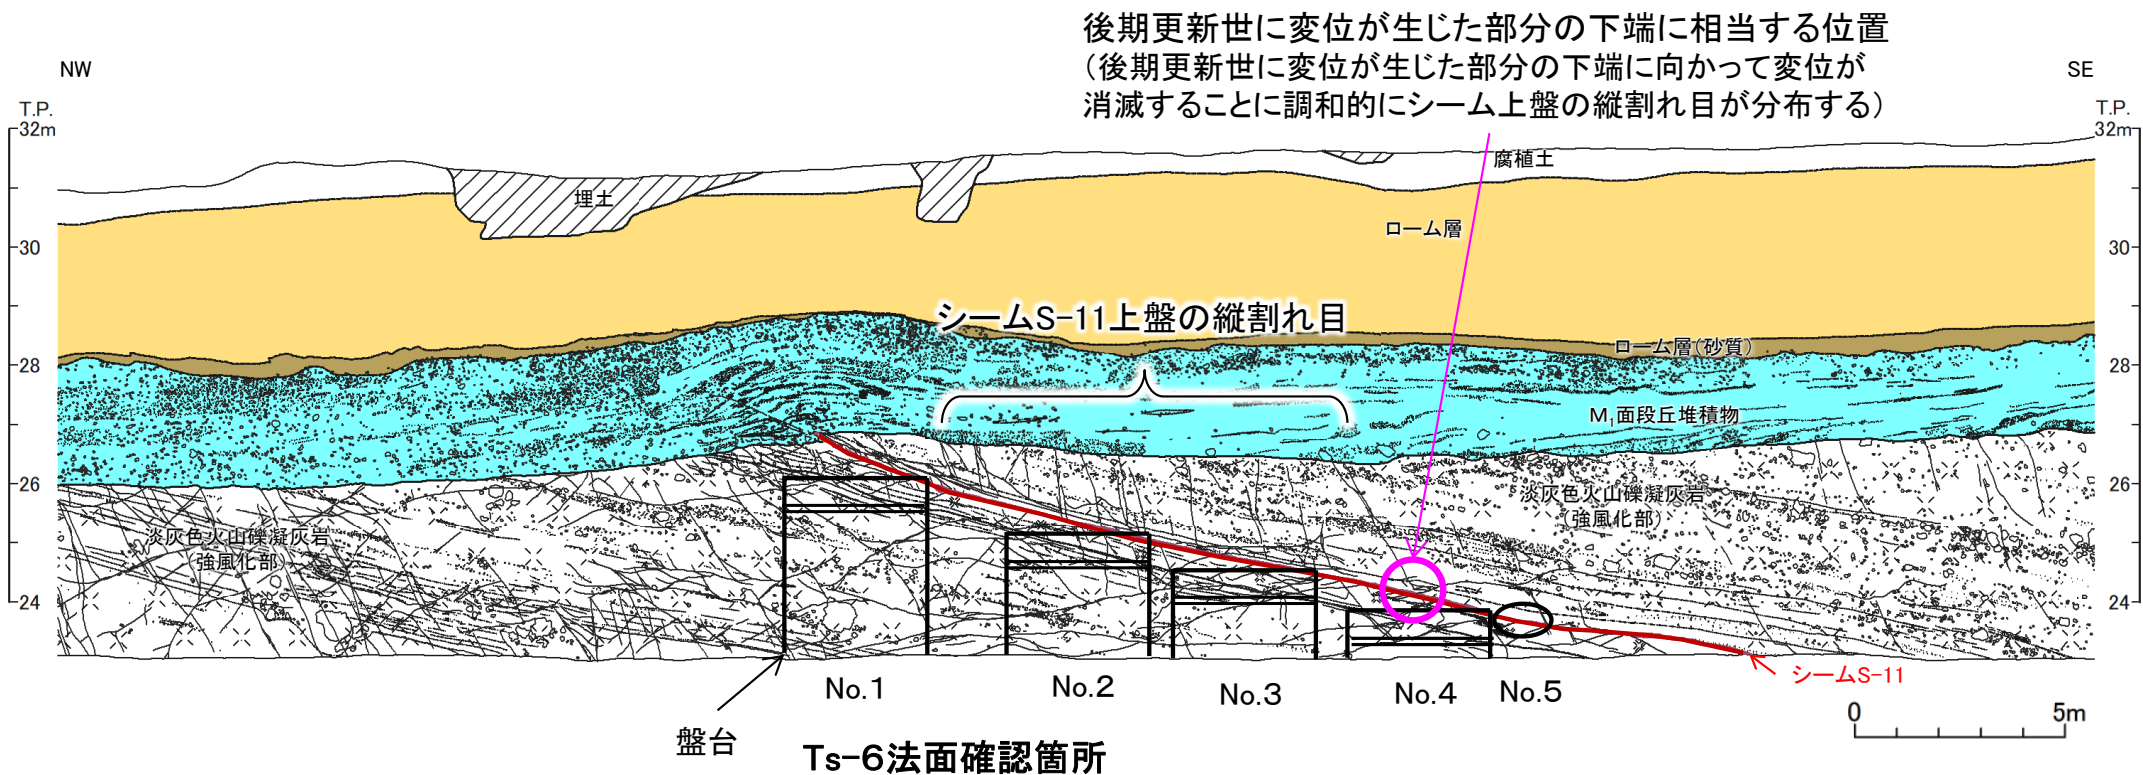 後期更新世に変位が生じた部分の下端に相当する位置
（後期更新世に変位が生じた部分の下端に向かって変位が
消滅することに調和的にシーム上盤の縦割れ目が分布する）
NW
SE
T.P.
T.P.
32m
32m
腐植土
埋土
ローム層
30
30
シームS-11上盤の縦割れ目
ローム層(砂質)
28
28
M1面段丘堆積物
26
26
淡灰色火山礫凝灰岩
(強風化部)
淡灰色火山礫凝灰岩
(強風化部)
24
24
シームS-11
No.1
No.2
No.3
No.4
No.5
盤台
0
5m
Ts-6法面確認箇所